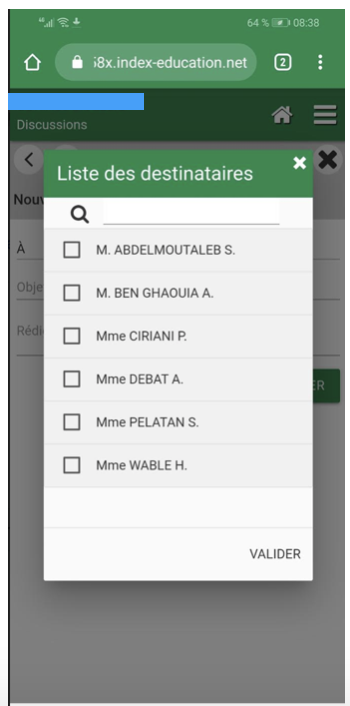 64 % 08:38
i8x.index-education.net 2
Discussions
Liste des destinataires
Nouv
À
M. ABDELMOUTALEB S.
Obje
M. BEN GHAOUIA A.
Rédi
Mme CIRIANI P.
Mme DEBAT A.
ER
Mme PELATAN S.
Mme WABLE H.
VALIDER